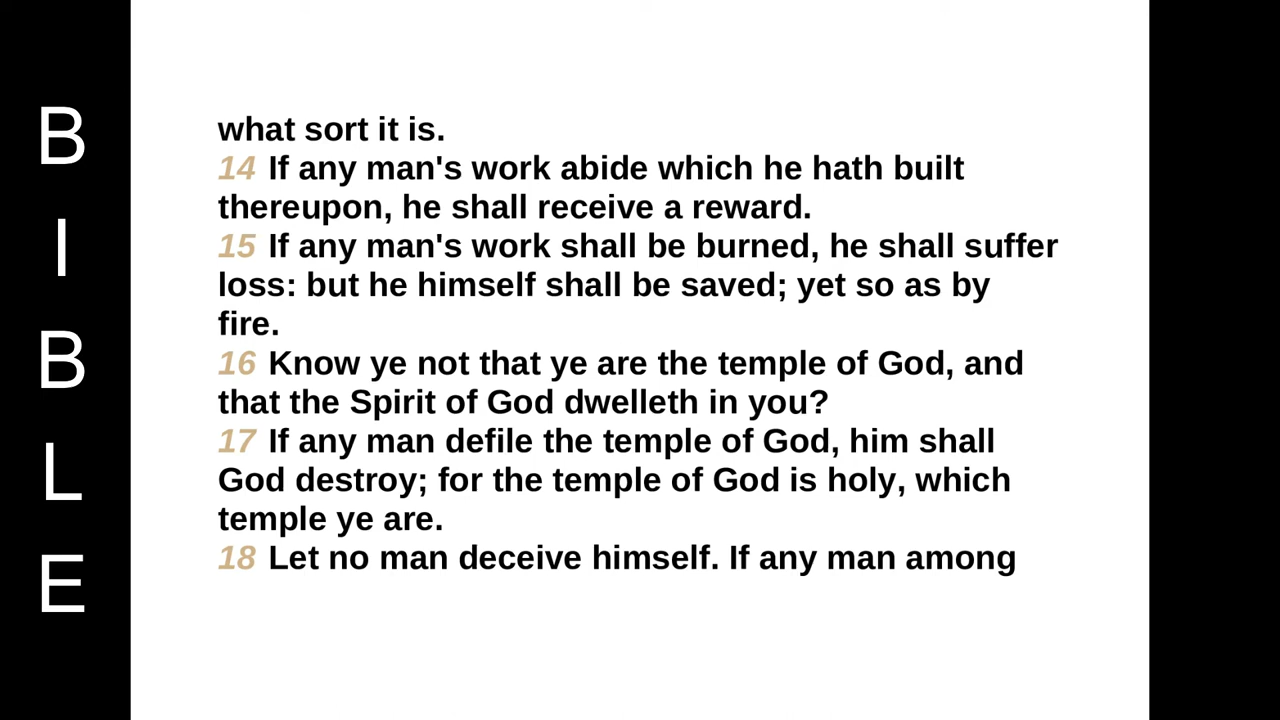 BIBLE
what sort it is.
14 If any man's work abide which he hath built
thereupon, he shall receive a reward.
15 If any man's work shall be burned, he shall suffer
loss: but he himself shall be saved; yet so as by
fire.
16 Know ye not that ye are the temple of God, and
that the Spirit of God dwelleth in you?
17 If any man defile the temple of God, him shall
God destroy; for the temple of God is holy, which
temple ye are.
18 Let no man deceive himself. If any man among